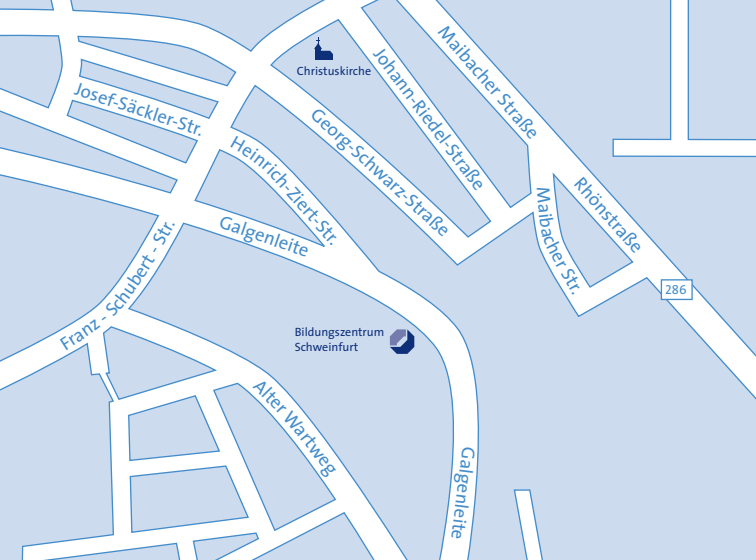 Christuskirche
Maibacher Straße
Johann-Riedel-Straße
Josef-Säckler-Str.
Georg-Schwarz-Straße
Heinrich-Ziert-Str.
Maibacher Str.
Rhönstraße
Galgenleite
Franz - Schubert - Str.
286
Bildungszentrum
Schweinfurt
Alter Wartweg
Galgenleite